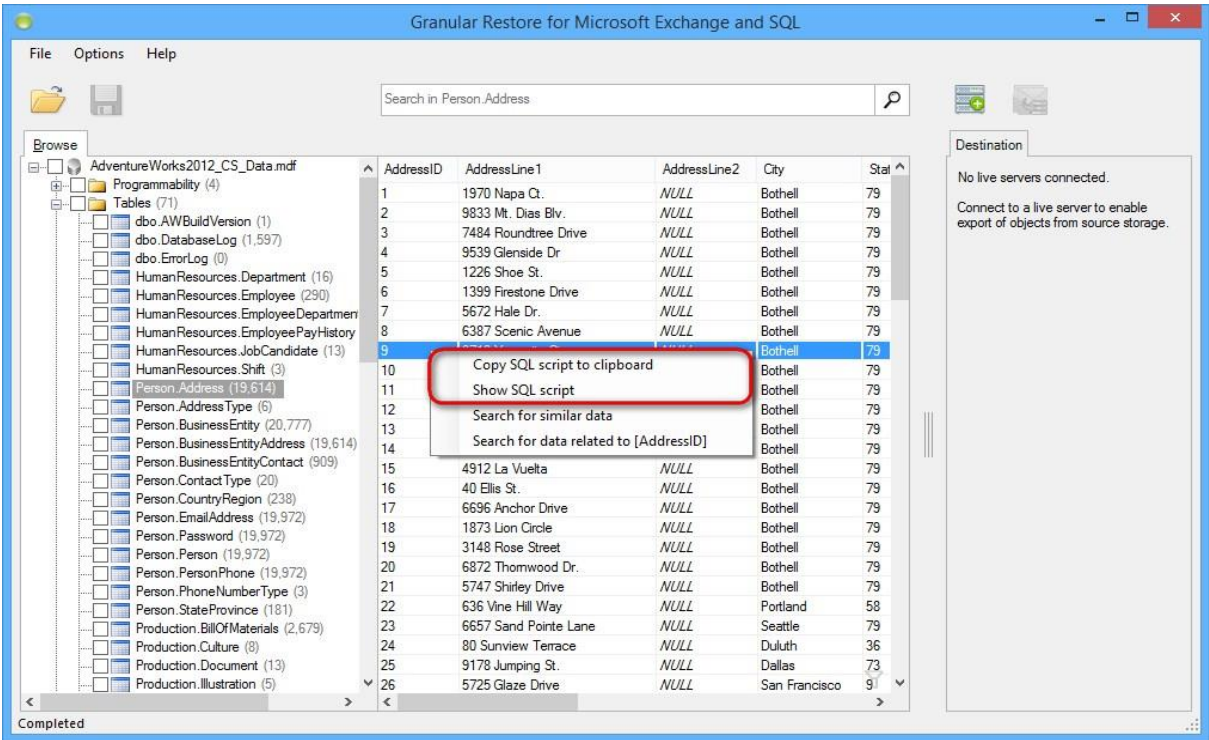 Granular Restore for Microsoft Exchange and SQL
File Options Help
Search in Person.Address
Browse
AdventureWorks2012_CS_Data.mdf
Programmability (4)
Tables (71)
dbo.AWBuildVersion (1)
dbo.DatabaseLog (1,597)
dbo.ErrorLog (0)
HumanResources.Department (16)
HumanResources.Employee (290)
HumanResources.EmployeeDepartmen
HumanResources.EmployeePayHistory
HumanResources.JobCandidate (13)
HumanResources.Shift (3)
Person.Address (19,614)
Person.AddressType (6)
Person.BusinessEntity (20,777)
Person.BusinessEntityAddress (19,614)
Person.BusinessEntityContact (909)
Person.ContactType (20)
Person.CountryRegion (238)
Person.EmailAddress (19,972)
Person.Password (19,972)
Person.Person (19,972)
Person.PersonPhone (19,972)
Person.PhoneNumberType (3)
Person.StateProvince (181)
Production.BillOfMaterials (2,679)
Production.Culture (8)
Production.Document (13)
Production.Illustration (5)
AddressID AddressLine1 AddressLine2 City Stat
1 1970 Napa Ct. NULL Bothell 79
2 9833 Mt. Dias Blv. NULL Bothell 79
3 7484 Roundtree Drive NULL Bothell 79
4 9539 Glenside Dr NULL Bothell 79
5 1226 Shoe St. NULL Bothell 79
6 1399 Firestone Drive NULL Bothell 79
7 5672 Hale Dr. NULL Bothell 79
8 6387 Scenic Avenue NULL Bothell 79
9 Bothell 79
10 Bothell 79
11 Bothell 79
12 Bothell 79
13 Bothell 79
14 Bothell 79
Copy SQL script to clipboard
Show SQL script
Search for similar data
Search for data related to [AddressID]
15 4912 La Vuelta NULL Bothell 79
16 40 Ellis St. NULL Bothell 79
17 6696 Anchor Drive NULL Bothell 79
18 1873 Lion Circle NULL Bothell 79
19 3148 Rose Street NULL Bothell 79
20 6872 Thornwood Dr. NULL Bothell 79
21 5747 Shirley Drive NULL Bothell 79
22 636 Vine Hill Way NULL Portland 58
23 6657 Sand Pointe Lane NULL Seattle 79
24 80 Sunview Terrace NULL Duluth 36
25 9178 Jumping St. NULL Dallas 73
26 5725 Glaze Drive NULL San Francisco 9
Destination
No live servers connected.
Connect to a live server to enable
export of objects from source storage.
Completed